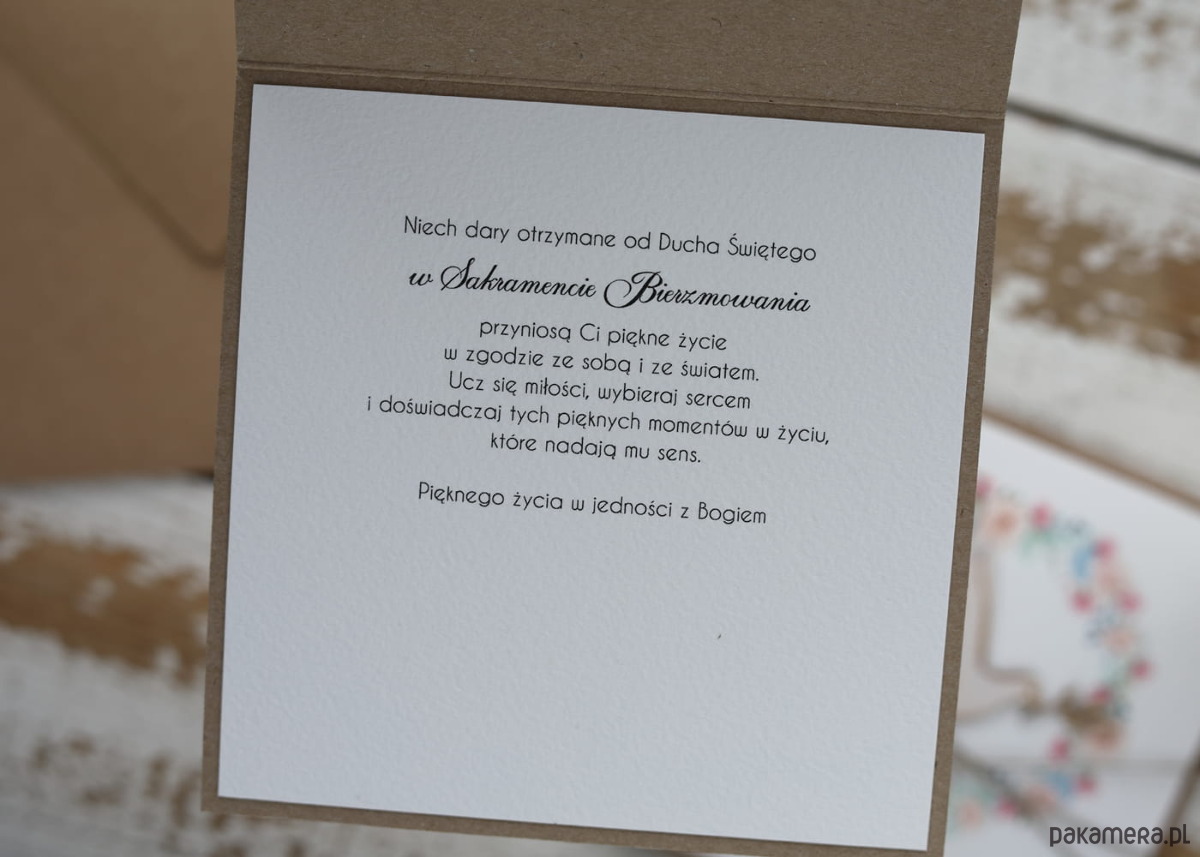 Niech dary otrzymane od Ducha Świętego
w Sakramencie Bierzmowania
przyniosą Ci piękne życie
w zgodzie ze sobą i ze światem.
Ucz się miłości, wybieraj sercem
i doświadczaj tych pięknych momentów w życiu,
które nadają mu sens.
Pięknego życia w jedności z Bogiem
pakamera.pl